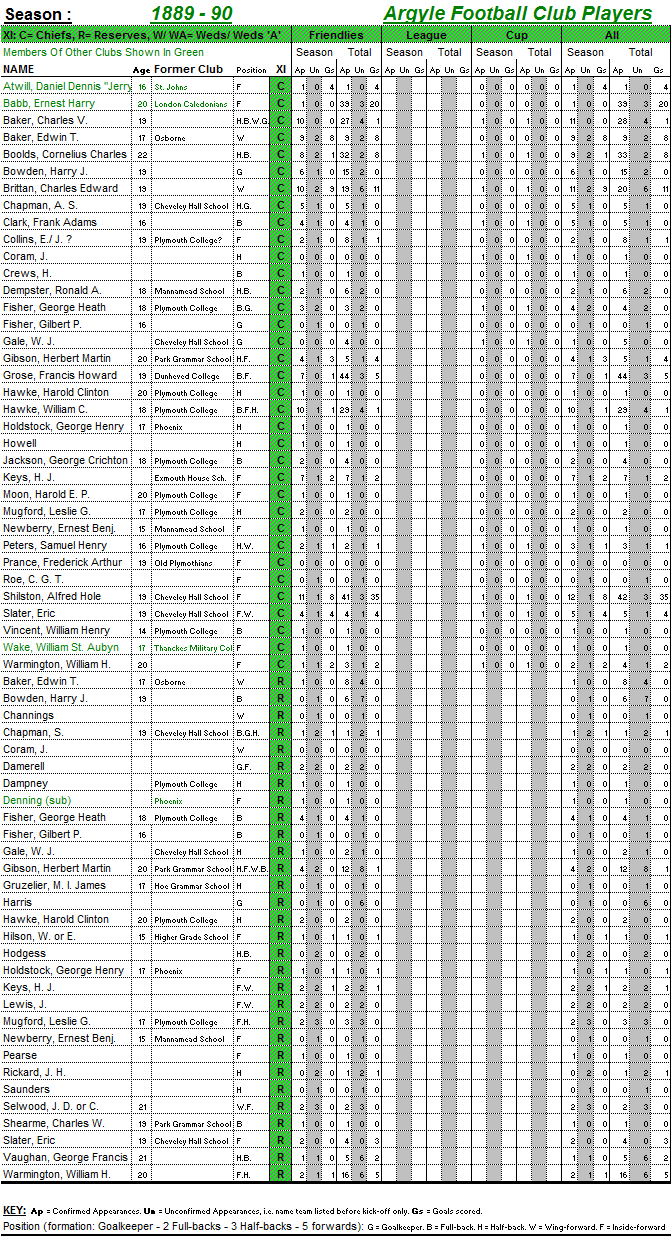 Season : 1889 - 90 Argyle Football Club Players
XI: C= Chiefs, R= Reserves, W/ WA= Weds/ Weds 'A' Friendlies League Cup All
Members Of Other Clubs Shown In Green Season Total Season Total Season Total Season Total
NAME Age Former Club Position XI Ap Un Gs Ap Un Gs Ap Un Gs Ap Un Gs Ap Un Gs Ap Un Gs Ap Un Gs Ap Un Gs
Atwill, Daniel Dennis "Jerry 16 St. Johns F C 1 0 4 1 0 4 0 0 0 0 0 0 1 0 4 1 0 4
Babb, Ernest Harry 20 London Caledonians F C 1 0 0 39 3 20 0 0 0 0 0 0 1 0 0 39 3 20
Baker, Charles V. 19 H.B.W.G. C 10 0 0 27 4 1 1 0 0 1 0 0 11 0 0 28 4 1
Baker, Edwin T. 17 Osborne W C 9 2 8 9 2 8 0 0 0 0 0 0 9 2 8 9 2 8
Boolds, Cornelius Charles 22 H.B. C 8 2 1 32 2 8 1 0 0 1 0 0 9 2 1 33 2 8
Bowden, Harry J. 19 G C 6 1 0 15 2 0 0 0 0 0 0 0 6 1 0 15 2 0
Brittan, Charles Edward 19 W C 10 2 9 19 6 11 1 0 0 1 0 0 11 2 9 20 6 11
Chapman, A. S. 19 Cheveley Hall School H.G. C 5 1 0 5 1 0 0 0 0 0 0 0 5 1 0 5 1 0
Clark, Frank Adams 16 B C 4 1 0 4 1 0 1 0 0 1 0 0 5 1 0 5 1 0
Collins, E./ J. ? 19 Plymouth College? F C 2 1 0 8 1 1 0 0 0 0 0 0 2 1 0 8 1 1
Coram, J. H C 1 0 0 1 0 0 0 0 0 0 0 0 1 0 0 1 0 0
Crews, H. B C 1 0 0 1 0 0 0 0 0 0 0 0 1 0 0 1 0 0
Dempster, Ronald A. 18 Mannamead School H.B. C 2 1 0 6 2 0 0 0 0 0 0 0 2 1 0 6 2 0
Fisher, George Heath 18 Plymouth College B.G. C 3 2 0 3 2 0 1 0 0 1 0 0 4 2 0 4 2 0
Fisher, Gilbert P. 16 G C 0 1 0 0 1 0 0 0 0 0 0 0 0 1 0 0 1 0
Gale, W. J. Cheveley Hall School G C 0 0 0 4 0 0 1 0 0 1 0 0 1 0 0 5 0 0
Gibson, Herbert Martin 20 Park Grammar School H.F. C 4 1 3 5 1 4 0 0 0 0 0 0 4 1 3 5 1 4
Grose, Francis Howard 19 Dunheved College B.F. C 7 0 1 44 3 5 0 0 0 0 0 0 7 0 1 44 3 5
Hawke, Harold Clinton 20 Plymouth College H C 1 0 0 1 0 0 0 0 0 0 0 0 1 0 0 1 0 0
Hawke, William C. 18 Plymouth College B.F.H. C 10 1 1 29 4 1 0 0 0 0 0 0 10 1 1 29 4 1
Holdstock, George Henry 17 Phoenix H C 1 0 0 1 0 0 0 0 0 0 0 0 1 0 0 1 0 0
Howell H C 1 0 0 1 0 0 0 0 0 0 0 0 1 0 0 1 0 0
Jackson, George Crichton 18 Plymouth College B C 2 0 0 4 0 0 0 0 0 0 0 0 2 0 0 4 0 0
Keys, H. J. Exmouth House Sch. F C 7 1 2 7 1 2 0 0 0 0 0 0 7 1 2 7 1 2
Moon, Harold E. P. 20 Plymouth College F C 1 0 0 1 0 0 0 0 0 0 0 0 1 0 0 1 0 0
Mugford, Leslie G. 17 Plymouth College H C 2 0 0 2 0 0 0 0 0 0 0 0 2 0 0 2 0 0
Newberry, Ernest Benj. 15 Mannamead School F C 1 0 0 1 0 0 0 0 0 0 0 0 1 0 0 1 0 0
Peters, Samuel Henry 16 Plymouth College H.W. C 2 1 1 2 1 1 1 0 0 1 0 0 3 1 1 3 1 1
Prance, Frederick Arthur 19 Old Plymothians F C 0 0 0 0 0 0 1 0 0 1 0 0 1 0 0 1 0 0
Roe, C. G. T. F C 1 0 0 1 0 0 0 0 0 0 0 0 1 0 0 1 0 0
Shilston, Alfred Hole 19 Cheveley Hall School F C 11 1 8 41 3 35 1 0 0 1 0 0 12 1 8 42 3 35
Slater, Eric 19 Cheveley Hall School F.W. C 4 1 4 4 1 4 1 0 0 1 0 0 5 1 4 5 1 4
Vincent, William Henry 14 Plymouth College B C 1 0 0 1 0 0 0 0 0 0 0 0 1 0 0 1 0 0
Wake, William St. Aubyn 17 Thanckes Military Col F C 1 0 0 1 0 0 0 0 0 0 0 0 1 0 0 1 0 0
Warmington, William H. 20 F C 1 1 2 3 1 2 1 0 0 1 0 0 2 1 2 4 1 2
Baker, Edwin T. 17 Osborne W R 1 0 0 8 4 0 1 0 0 8 4 0
Bowden, Harry J. 19 B R 0 1 0 6 7 0 0 1 0 6 7 0
Channings W R 0 1 0 0 1 0 0 1 0 0 1 0
Chapman, S. 19 Cheveley Hall School B.G.H. R 1 2 1 1 2 1 1 2 1 1 2 1
Coram, J. W R 0 0 0 0 0 0 0 0 0 0 0 0
Damerell G.F. R 2 2 0 2 2 0 2 2 0 2 2 0
Dampney Plymouth College H R 1 0 0 1 0 0 1 0 0 1 0 0
Denning (sub) Phoenix F R 1 0 0 1 0 0 1 0 0 1 0 0
Fisher, George Heath 18 Plymouth College B R 4 1 0 4 1 0 4 1 0 4 1 0
Fisher, Gilbert P. 16 B R 0 1 0 0 1 0 0 1 0 0 1 0
Gale, W. J. Cheveley Hall School H R 1 0 0 2 1 0 1 0 0 2 1 0
Gibson, Herbert Martin 20 Park Grammar School H.F.W.B. R 4 2 0 12 8 1 4 2 0 12 8 1
Gruzelier, M. I. James 17 Hoe Grammar School H R 0 1 0 0 1 0 0 1 0 0 1 0
Harris G R 0 1 0 0 6 0 0 1 0 0 6 0
Hawke, Harold Clinton 20 Plymouth College H R 2 0 0 2 0 0 2 0 0 2 0 0
Hilson, W. or E. 15 Higher Grade School F R 1 0 1 1 0 1 1 0 1 1 0 1
Hodgess H.B. R 0 2 0 0 2 0 0 2 0 0 2 0
Holdstock, George Henry 17 Phoenix F R 1 0 1 1 0 1 1 0 1 1 0 1
Keys, H. J. F.W. R 2 2 1 2 2 1 2 2 1 2 2 1
Lewis, J. F.W. R 2 2 0 2 2 0 2 2 0 2 2 0
Mugford, Leslie G. 17 Plymouth College F.H. R 2 3 0 3 3 0 2 3 0 3 3 0
Newberry, Ernest Benj. 15 Mannamead School F R 2 1 0 3 1 0 2 1 0 3 1 0
Pearse F R 1 0 0 1 0 0 1 0 0 1 0 0
Rickard, J. H. H R 0 2 0 1 2 1 0 2 0 1 2 1
Saunders H R 0 1 0 0 1 0 0 1 0 0 1 0
Selwood, J. D. or C. 21 W.F. R 2 3 0 2 3 0 2 3 0 2 3 0
Shearme, Charles W. 19 Park Grammar School B R 1 0 0 1 0 0 1 0 0 1 0 0
Slater, Eric 19 Cheveley Hall School F R 2 0 0 4 0 3 2 0 0 4 0 3
Vaughan, George Francis 21 H.B. R 1 1 0 5 6 2 1 1 0 5 6 2
Warmington, William H. 20 F.H. R 2 1 1 16 6 5 2 1 1 16 6 5
KEY: Ap = Confirmed Appearances. Un = Unconfirmed Appearances, i.e. name team listed before kick-off only. Gs = Goals scored.
Position (formation: Goalkeeper - 2 Full-backs - 3 Half-backs - 5 forwards): G = Goalkeeper. B = Full-back. H = Half-back. W = Wing-forward. F = Inside-forward